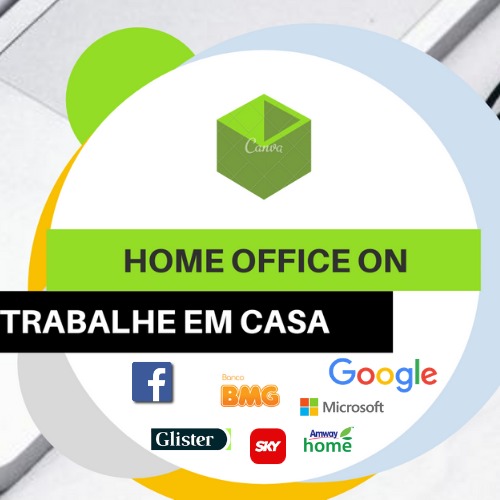 Canva
HOME OFFICE ON
TRABALHE EM CASA
f
Google
Banco
BMG
Microsoft
Glister
SKY
Amway
home